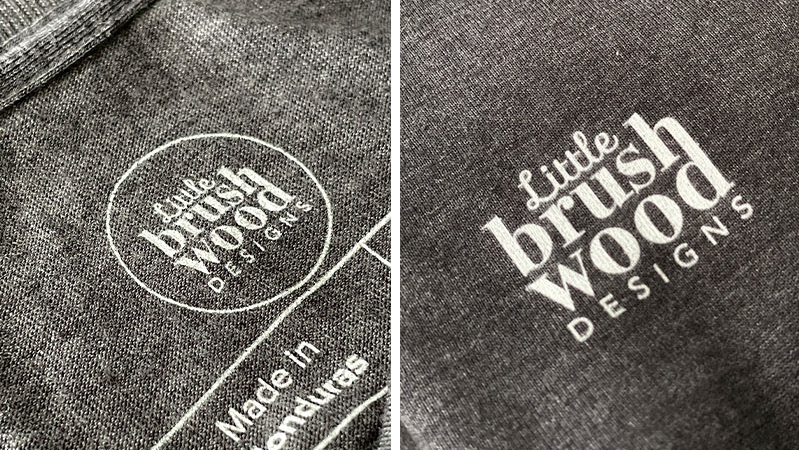 Little
brush
wood
DESIGNS
Made in
Honduras
Little
brush
wood
DESIGNS